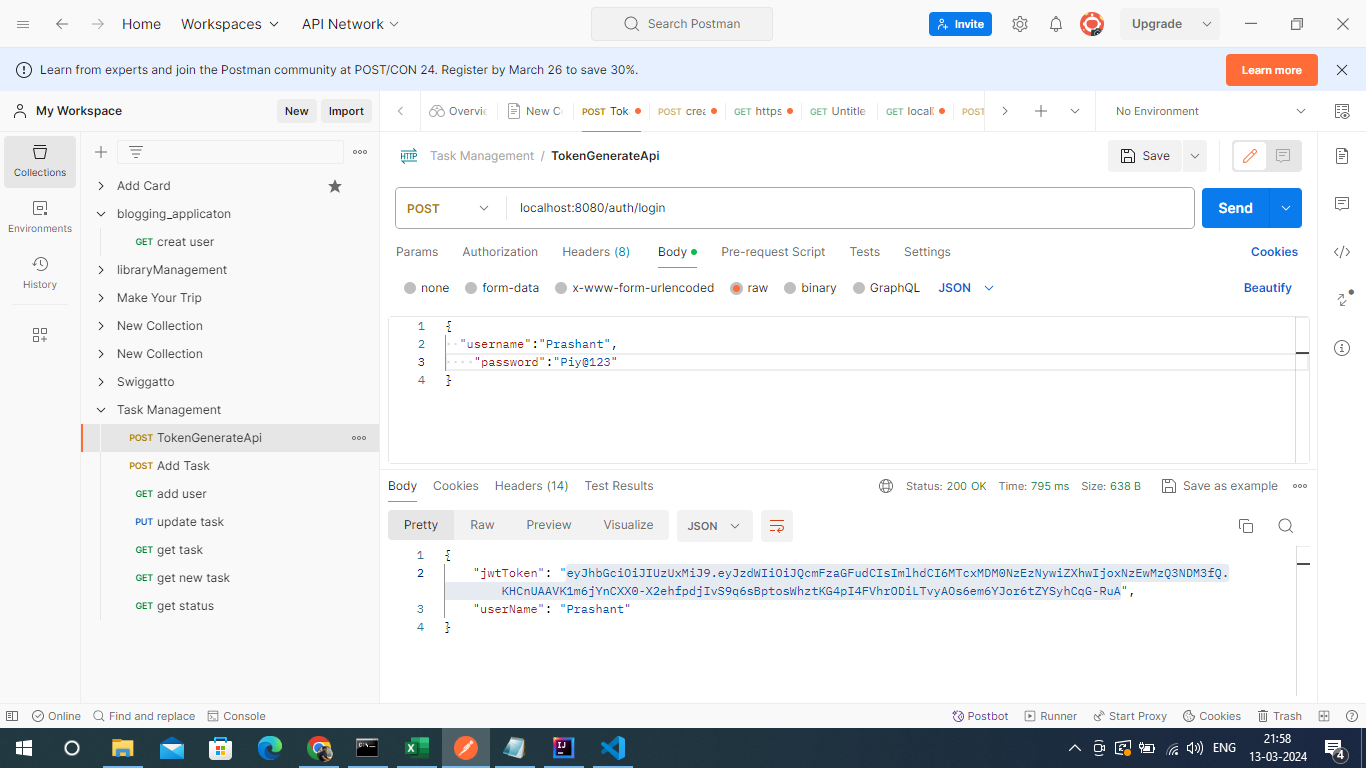 Home Workspaces API Network Search Postman Invite Upgrade
Learn from experts and join the Postman community at POST/CON 24. Register by March 26 to save 30%. Learn more
My Workspace New Import Overvie New Co POST Tok POST crea GET https GET Untitle GET local POST No Environment
Collections
Environments
History
Add Card
blogging_applicaton
GET creat user
libraryManagement
Make Your Trip
New Collection
New Collection
Swiggatto
Task Management
POST TokenGenerateApi
POST Add Task
GET add user
PUT update task
GET get task
GET get new task
GET get status
HTTP Task Management / TokenGenerateApi Save
POST localhost:8080/auth/login Send
Params Authorization Headers (8) Body Pre-request Script Tests Settings Cookies
none form-data x-www-form-urlencoded raw binary GraphQL JSON Beautify
1 {
2 "username":"Prashant",
3 "password":"Piy@123"
4 }
Body Cookies Headers (14) Test Results Status: 200 OK Time: 795 ms Size: 638 B Save as example
Pretty Raw Preview Visualize JSON
1 {
2 "jwtToken": "eyJhbGciOiJIUzUxMiJ9.eyJzdWIiOiJQcmFzaGFudCIsImlhdCI6MTcxMDM0NzEzNywiZXhwIjoxNzEwMzQ3NDM3fQ.
KHCnUAAVK1m6jYnCXX0-X2ehfpdjIvS9q6sBptosWhztKG4pI4FVhrODiLTvyAOs6em6YJor6tZYSyhCqG-RuA",
3 "userName": "Prashant"
4 }
Online Find and replace Console Postbot Runner Start Proxy Cookies Trash
ENG 21:58
13-03-2024 4